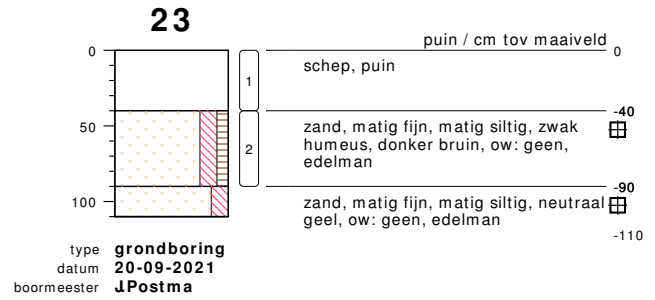 23
puin / cm tov maaiveld
0
0
schep, puin
1
-40
50
zand, matig fijn, matig siltig, zwak
humeus, donker bruin, ow: geen,
edelman
2
-90
100
zand, matig fijn, matig siltig, neutraal
geel, ow: geen, edelman
-110
type grondboring
datum 20-09-2021
boormeester J.Postma